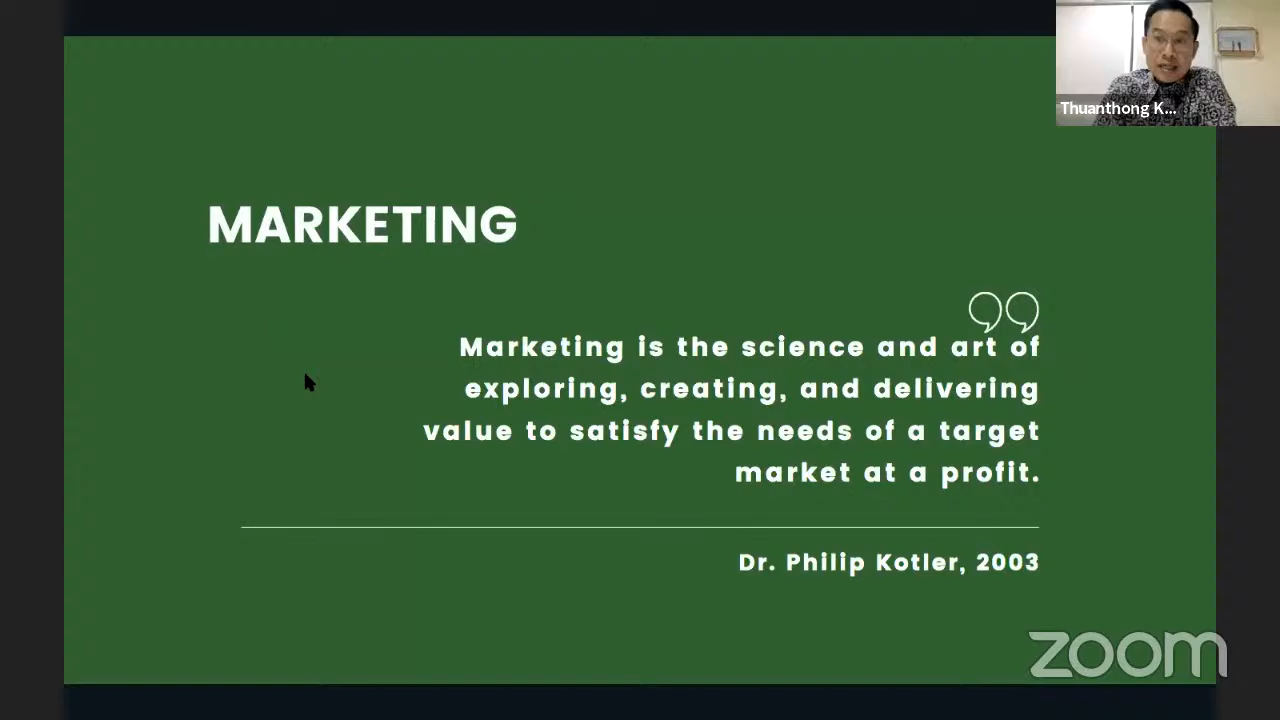 Thuanthong K...
MARKETING
Marketing is the science and art of
exploring, creating, and delivering
value to satisfy the needs of a target
market at a profit.
Dr. Philip Kotler, 2003
zoom